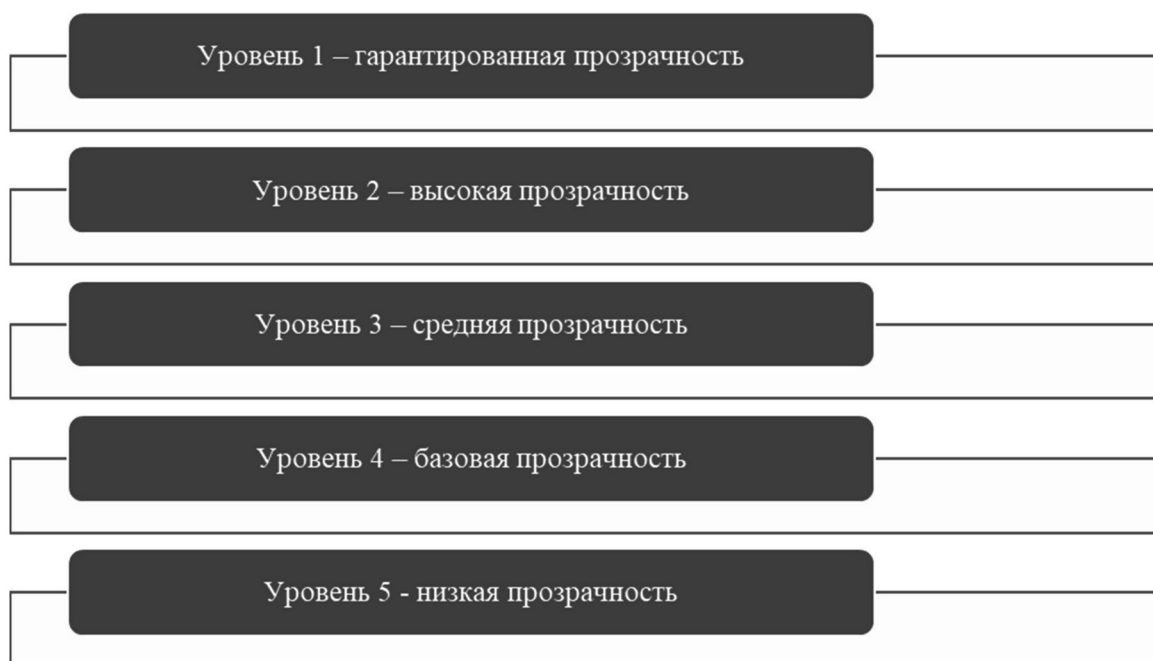 Уровень 1 – гарантированная прозрачность
Уровень 2 – высокая прозрачность
Уровень 3 – средняя прозрачность
Уровень 4 – базовая прозрачность
Уровень 5 - низкая прозрачность